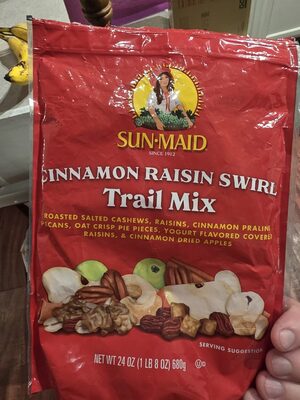 SUN-MAID
SINCE 1912
CINNAMON RAISIN SWIRL
Trail Mix
ROASTED SALTED CASHEWS, RAISINS, CINNAMON PRALINE
PECANS, OAT CRISP PIE PIECES, YOGURT FLAVORED COVERED
RAISINS, & CINNAMON DRIED APPLES
SERVING SUGGESTION
NET WT 24 OZ (1 LB 8 OZ) 680g